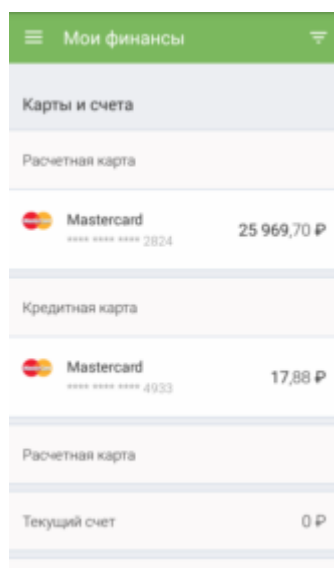 Мои финансы
Карты и счета
Расчетная карта
Mastercard
25 969,70 ₽
**** **** **** 2824
Кредитная карта
Mastercard
17,88 ₽
**** **** **** 4933
Расчетная карта
Текущий счет
0 ₽